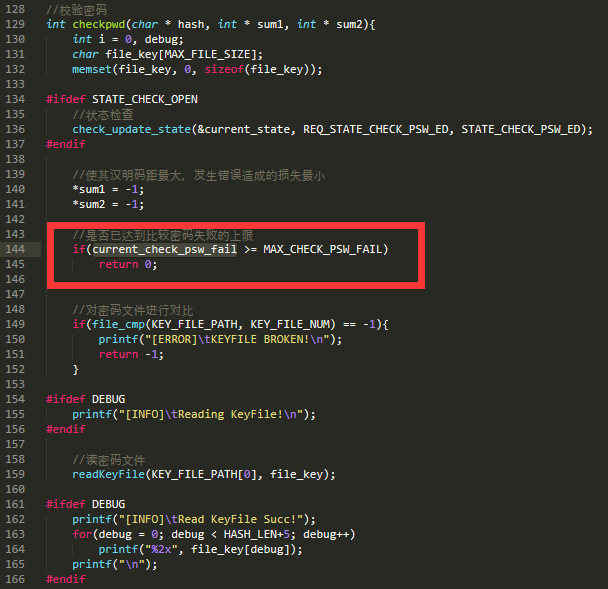 128 //校验密码
129 int checkpwd(char * hash, int * sum1, int * sum2){
130 int i = 0, debug;
131 char file_key[MAX_FILE_SIZE];
132 memset(file_key, 0, sizeof(file_key));
133
134 #ifdef STATE_CHECK_OPEN
135 //状态检查
136 check_update_state(&current_state, REQ_STATE_CHECK_PSW_ED, STATE_CHECK_PSW_ED);
137 #endif
138
139 //使其汉明码距最大，发生错误造成的损失最小
140 *sum1 = -1;
141 *sum2 = -1;
142
143 //是否已达到比较密码失败的上限
144 if(current_check_psw_fail >= MAX_CHECK_PSW_FAIL)
145 return 0;
146
147
148 //对密码文件进行对比
149 if(file_cmp(KEY_FILE_PATH, KEY_FILE_NUM) == -1){
150 printf("[ERROR]\tKEYFILE BROKEN!\n");
151 return -1;
152 }
153
154 #ifdef DEBUG
155 printf("[INFO]\tReading KeyFile!\n");
156 #endif
157
158 //读密码文件
159 readKeyFile(KEY_FILE_PATH[0], file_key);
160
161 #ifdef DEBUG
162 printf("[INFO]\tRead KeyFile Succ!");
163 for(debug = 0; debug < HASH_LEN+5; debug++)
164 printf("%2x", file_key[debug]);
165 printf("\n");
166 #endif